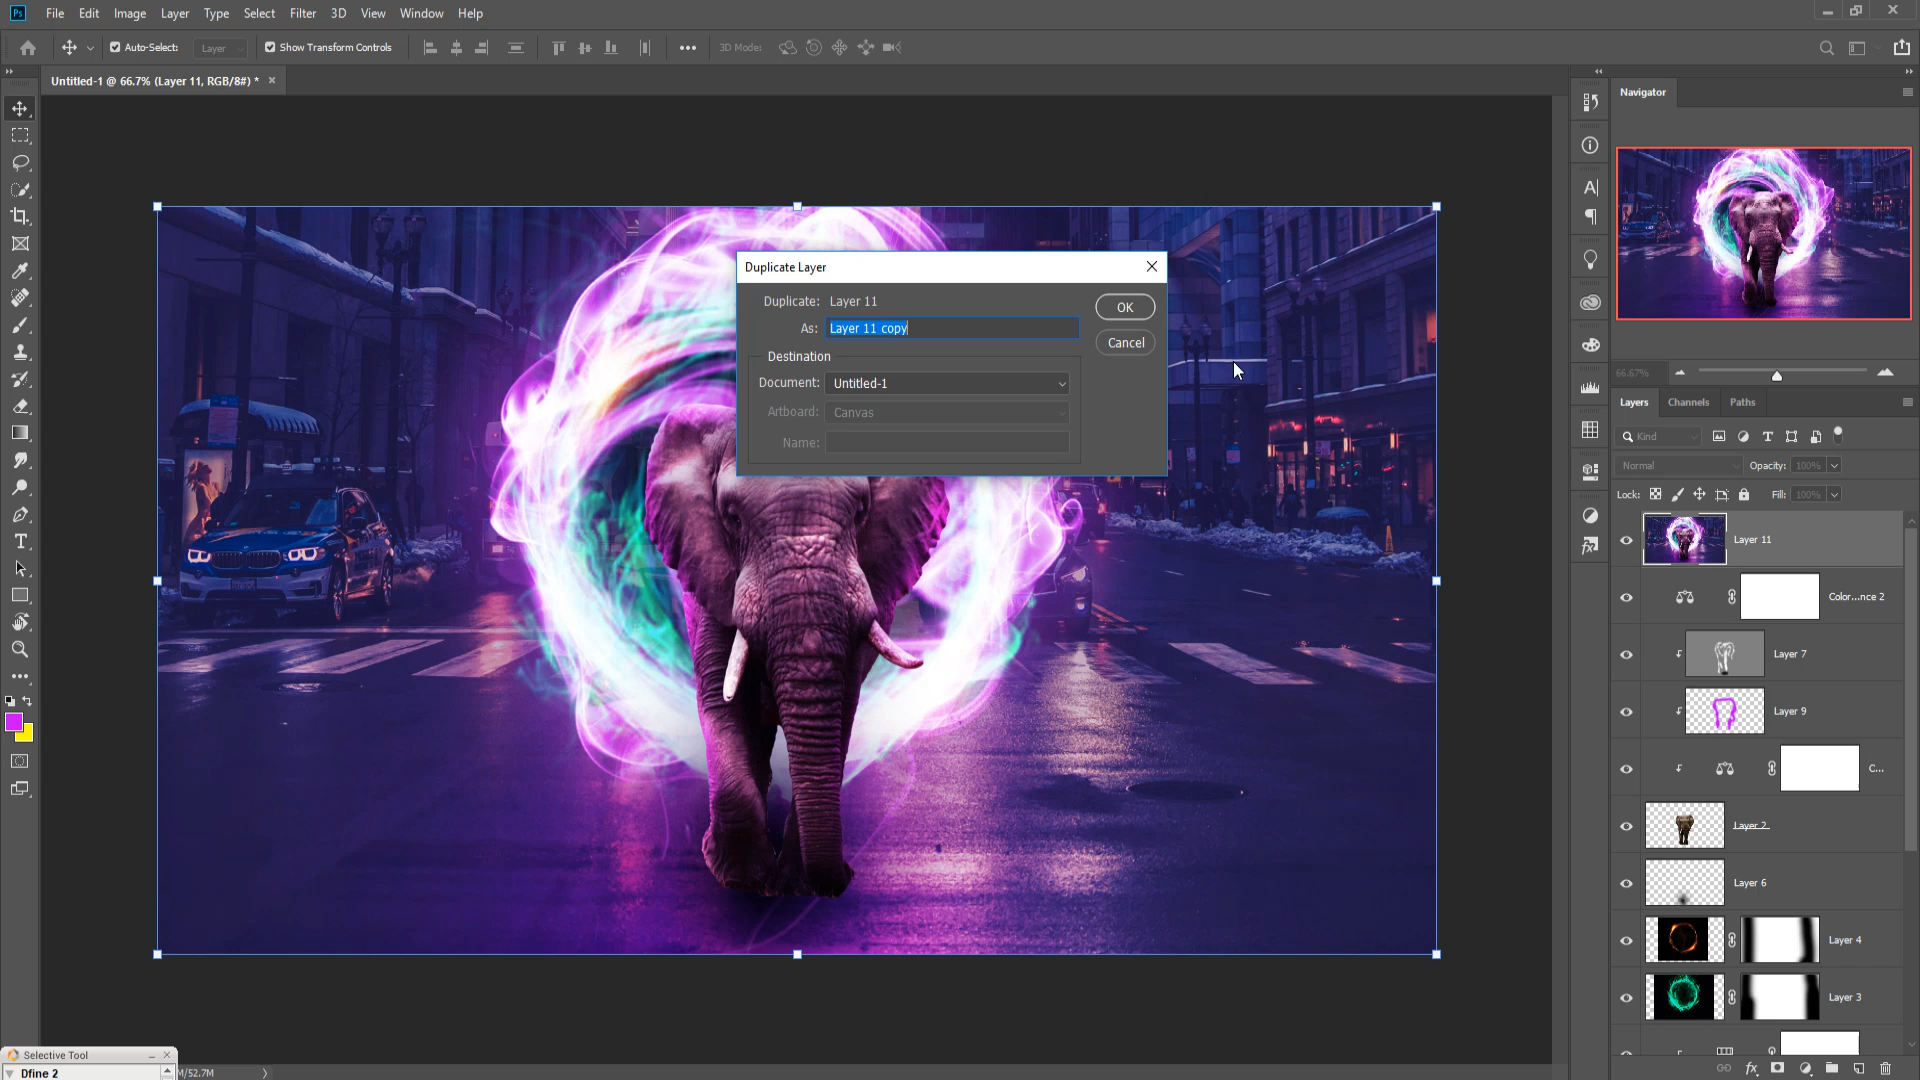 Ps File Edit Image Layer Type Select Filter 3D View Window Help
Auto-Select: Layer Show Transform Controls 3D Mode:
Untitled-1 @ 66.7% (Layer 11, RGB/8#) *
Navigator
Duplicate Layer
Duplicate: Layer 11
As: Layer 11 copy
OK
Cancel
Destination
Document: Untitled-1
Artboard: Canvas
Name:
66.67%
Layers Channels Paths
Kind
Normal Opacity: 100%
Lock: Fill: 100%
Layer 11
Color...nce 2
Layer 7
Layer 9
C...
Layer 2
Layer 6
Layer 4
Layer 3
Selective Tool
Dfine 2
M/52.7M